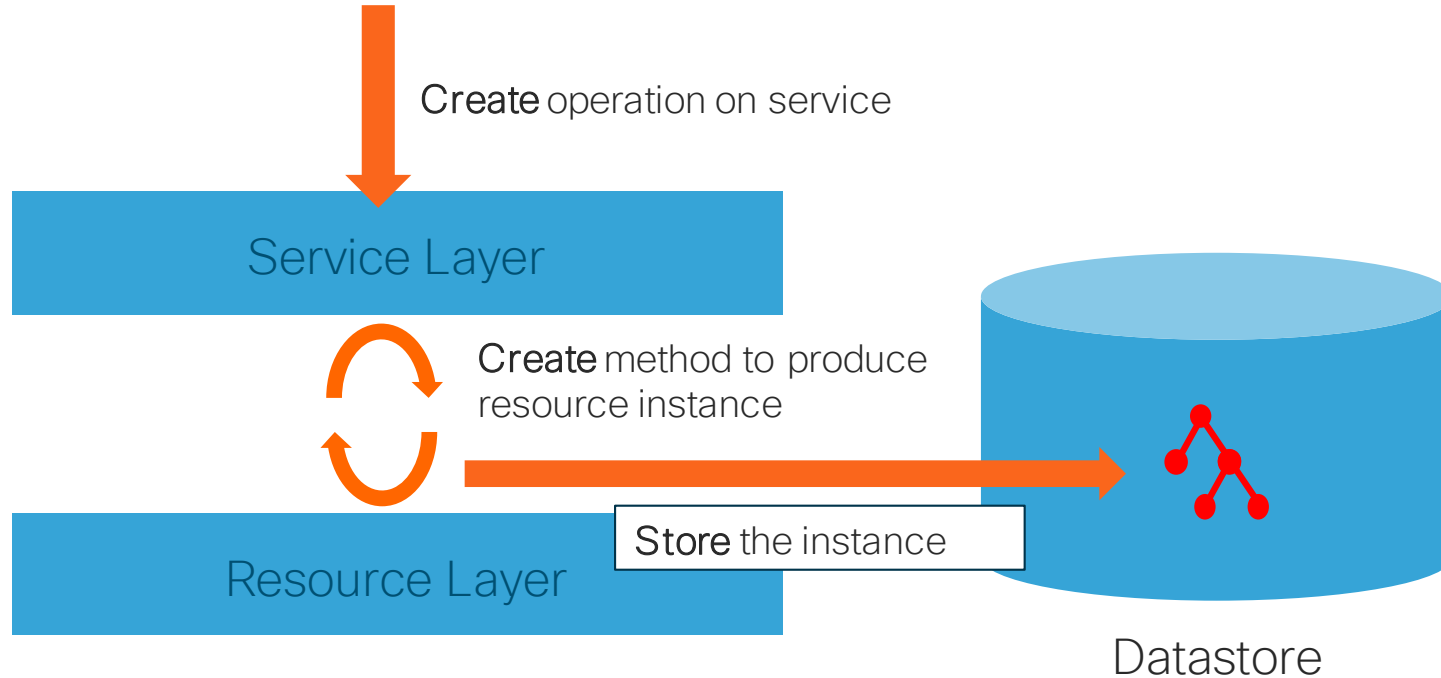 Create operation on service
Service Layer
Create method to produce
resource instance
Store the instance
Resource Layer
Datastore